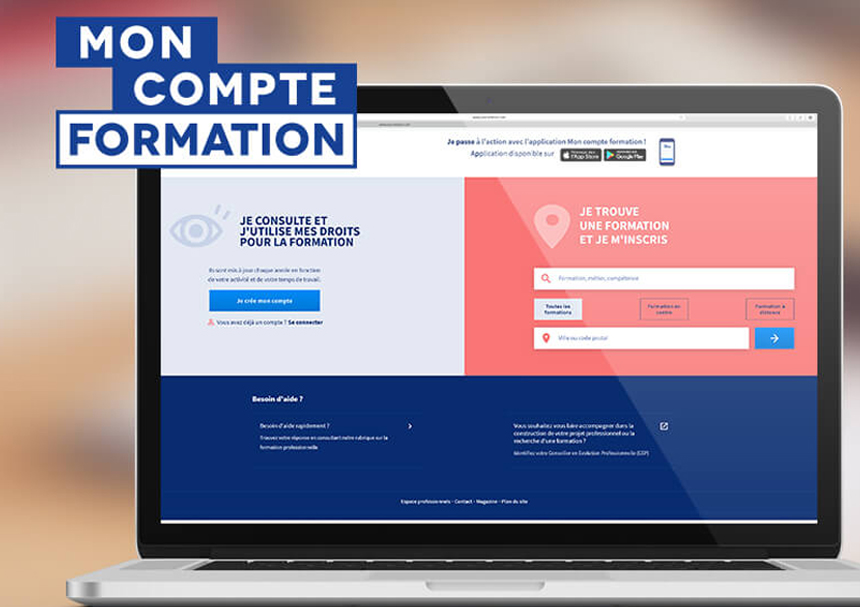 MON
COMPTE
FORMATION
Je passe à l'action avec l'application Mon compte formation !
Application disponible sur
App Store
Google Play
JE CONSULTE ET
J'UTILISE MES DROITS
POUR LA FORMATION
Ils sont mis à jour chaque année en fonction
de votre activité et de votre temps de travail.
Je crée mon compte
Vous avez déjà un compte ? Se connecter
JE TROUVE
UNE FORMATION
ET JE M'INSCRIS
Formation, métier, compétence
Toutes les
formations
Formation en
centre
Formation à
distance
Ville ou code postal
Besoin d'aide ?
Besoin d'aide rapidement ?
Trouvez votre réponse en consultant notre rubrique sur la
formation professionnelle
Vous souhaitez vous faire accompagner dans la
construction de votre projet professionnel ou la
recherche d'une formation ?
Identifiez votre Conseiller en Evolution Professionnelle (CEP)
Espace professionnels - Contact - Magazine - Plan du site